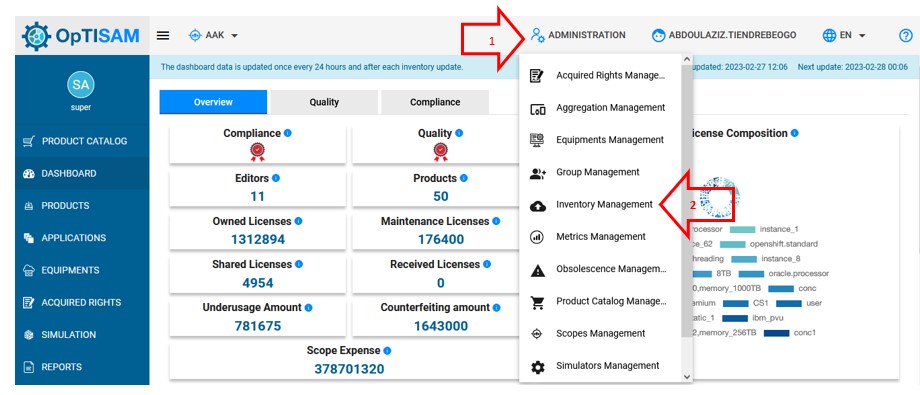 OpTISAM
AAK
1
ADMINISTRATION
ABDOULAZIZ.TIENDREBEOGO
EN
The dashboard data is updated once every 24 hours and after each inventory update.
updated: 2023-02-27 12:06 Next update: 2023-02-28 00:06
SA
super
PRODUCT CATALOG
DASHBOARD
PRODUCTS
APPLICATIONS
EQUIPMENTS
ACQUIRED RIGHTS
SIMULATION
REPORTS
Overview
Quality
Compliance
Compliance
Quality
Editors
11
Products
50
Owned Licenses
1312894
Maintenance Licenses
176400
Shared Licenses
4954
Received Licenses
0
Underusage Amount
781675
Counterfeiting amount
1643000
Scope Expense
378701320
Acquired Rights Manage...
Aggregation Management
Equipments Management
Group Management
Inventory Management
2
Metrics Management
Obsolescence Managem...
Product Catalog Manage...
Scopes Management
Simulators Management
icense Composition
rocessor instance_1
ce_62 openshift.standard
hreading instance_8
8TB oracle.processor
0,memory_1000TB conc
emium CS1 user
atic_1 ibm_pvu
2,memory_256TB conc1